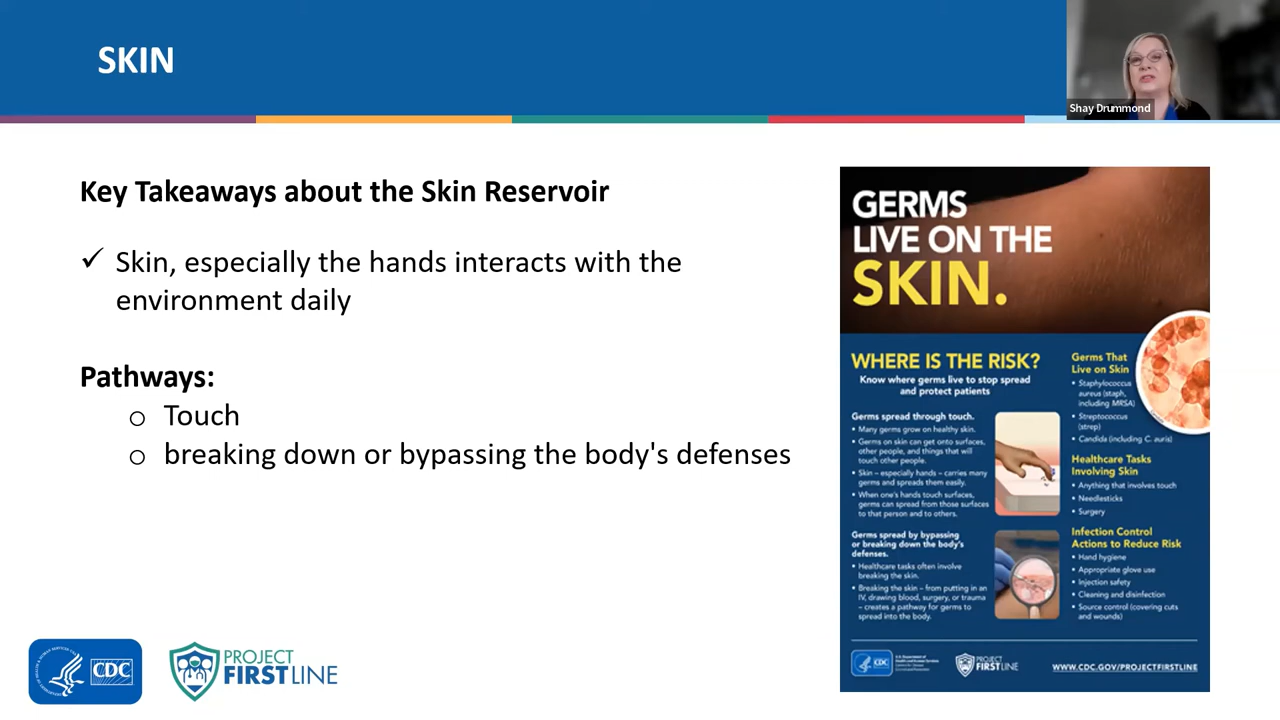 SKIN
Shay Drummond
Key Takeaways about the Skin Reservoir
✓ Skin, especially the hands interacts with the
environment daily
Pathways:
o Touch
o breaking down or bypassing the body's defenses
CDC
PROJECT
FIRSTLINE
GERMS
LIVE ON THE
SKIN.
WHERE IS THE RISK?
Know where germs live to stop spread
and protect patients
Germs spread through touch.
▪ Many germs grow on healthy skin.
▪ Germs on skin can get onto surfaces,
other people, and things that will
touch other people.
▪ Skin – especially hands – carries many
germs and spreads them easily.
▪ When one's hands touch surfaces,
germs can spread from those surfaces
to that person and to others.
Germs spread by bypassing
or breaking down the body's
defenses.
▪ Healthcare tasks often involve
breaking the skin.
▪ Breaking the skin – from putting in an
IV, drawing blood, surgery, or trauma
– creates a pathway for germs to
spread into the body.
Germs That
Live on Skin
▪ Staphylococcus
aureus (staph,
including MRSA)
▪ Streptococcus
(strep)
▪ Candida (including C. auris)
Healthcare Tasks
Involving Skin
▪ Anything that involves touch
▪ Needlesticks
▪ Surgery
Infection Control
Actions to Reduce Risk
▪ Hand hygiene
▪ Appropriate glove use
▪ Injection safety
▪ Cleaning and disinfection
▪ Source control (covering cuts
and wounds)
CDC
PROJECT
FIRSTLINE
WWW.CDC.GOV/PROJECTFIRSTLINE